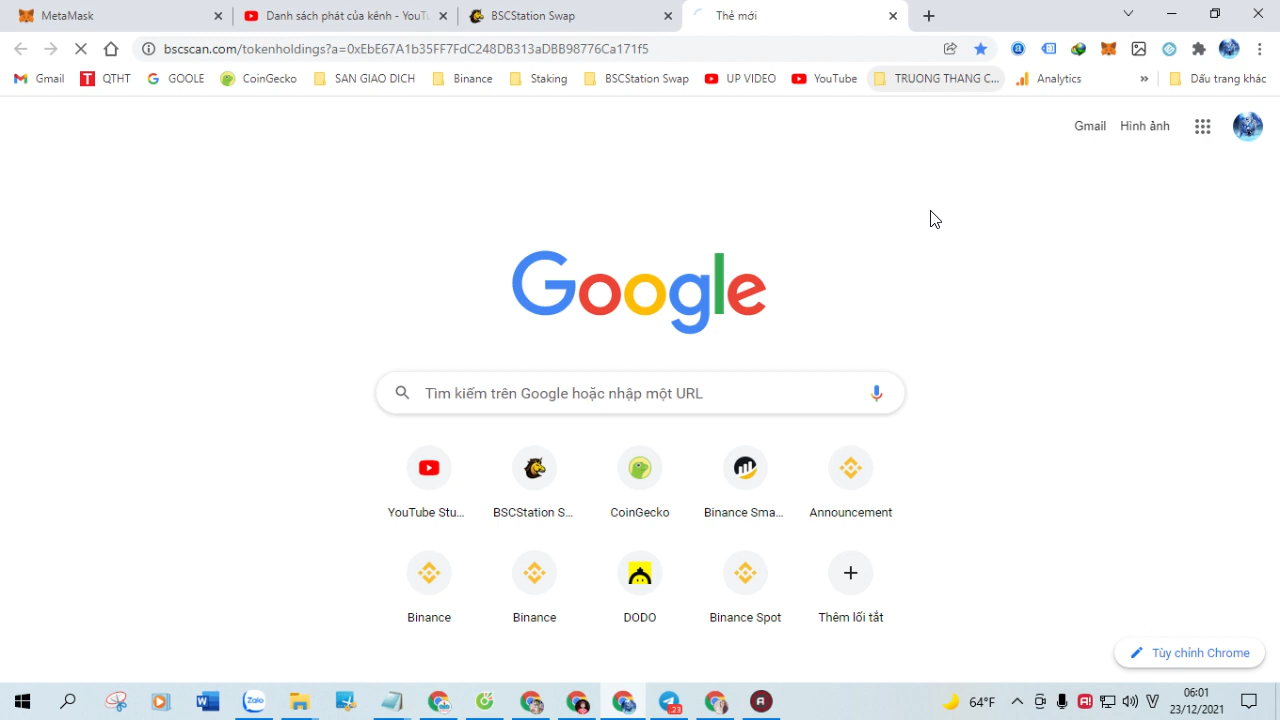 MetaMask
Danh sách phát của kênh - YouT
BSCStation Swap
Thẻ mới
bscscan.com/tokenholdings?a=0xEbE67A1b35FF7FdC248DB313aDBB98776Ca171f5
Gmail
QTHT
GOOLE
CoinGecko
SAN GIAO DICH
Binance
Staking
BSCStation Swap
UP VIDEO
YouTube
TRUONG THANG C...
Analytics
»
Dấu trang khác
Gmail
Hình ảnh
Google
Tìm kiếm trên Google hoặc nhập một URL
YouTube Stu...
BSCStation S...
CoinGecko
Binance Sma...
Announcement
Binance
Binance
DODO
Binance Spot
Thêm lối tắt
Tùy chỉnh Chrome
Zalo
23
64°F
06:01
23/12/2021